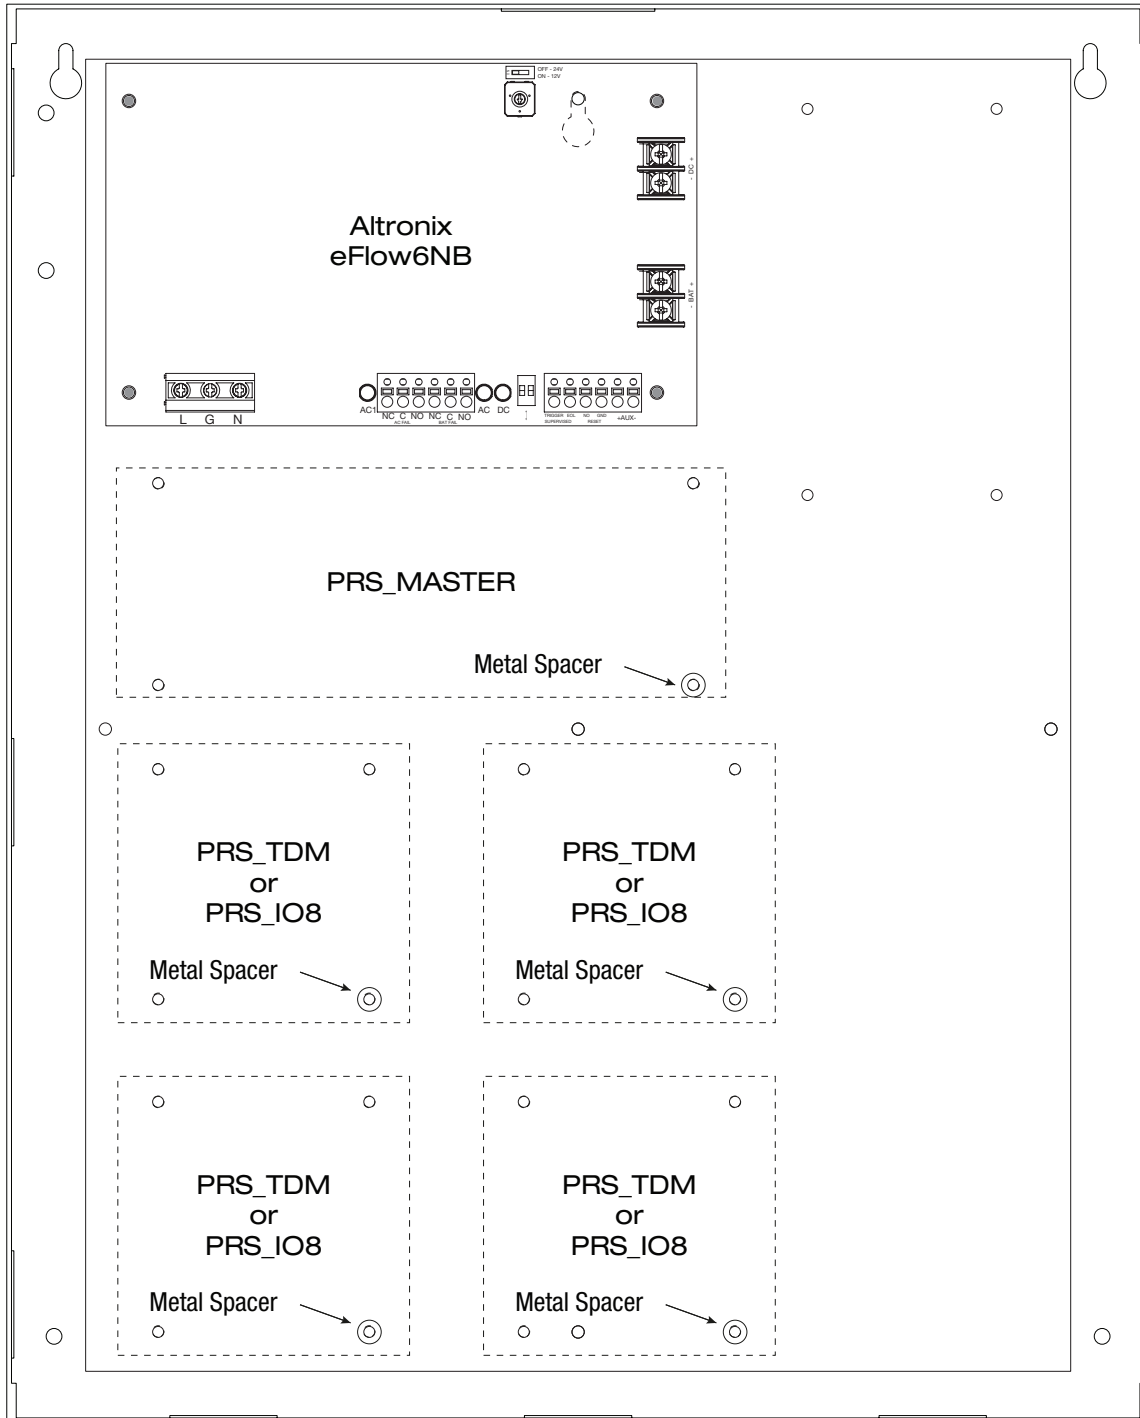 OFF - 24V
ON - 12V
- DC +
Altronix
eFlow6NB
- BAT +
L G N
AC1
NC C NO NC C NO
AC FAIL BAT FAIL
AC DC
TRIGGER EOL NO GND
SUPERVISED RESET
+AUX-
PRS_MASTER
Metal Spacer
PRS_TDM
or
PRS_IO8
Metal Spacer
PRS_TDM
or
PRS_IO8
Metal Spacer
PRS_TDM
or
PRS_IO8
Metal Spacer
PRS_TDM
or
PRS_IO8
Metal Spacer